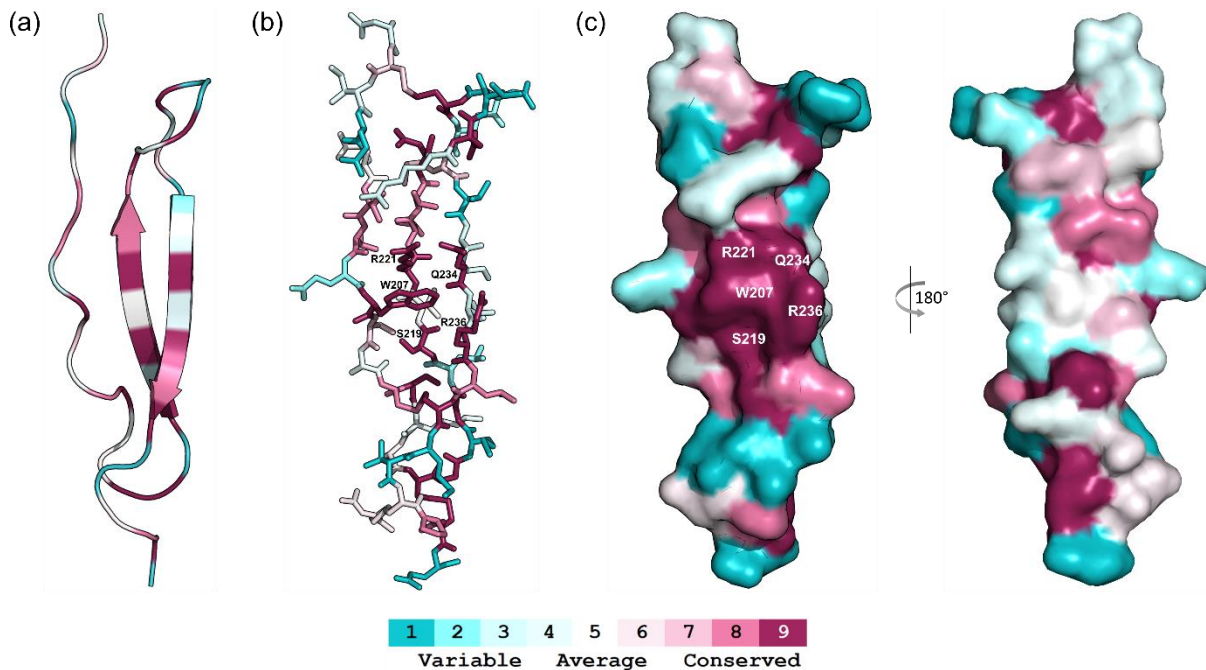 (a)
(b)
(c)
R221
Q234
W207
R236
S219
R221
Q234
W207
R236
S219
180°
1 2 3 4 5 6 7 8 9
Variable Average Conserved